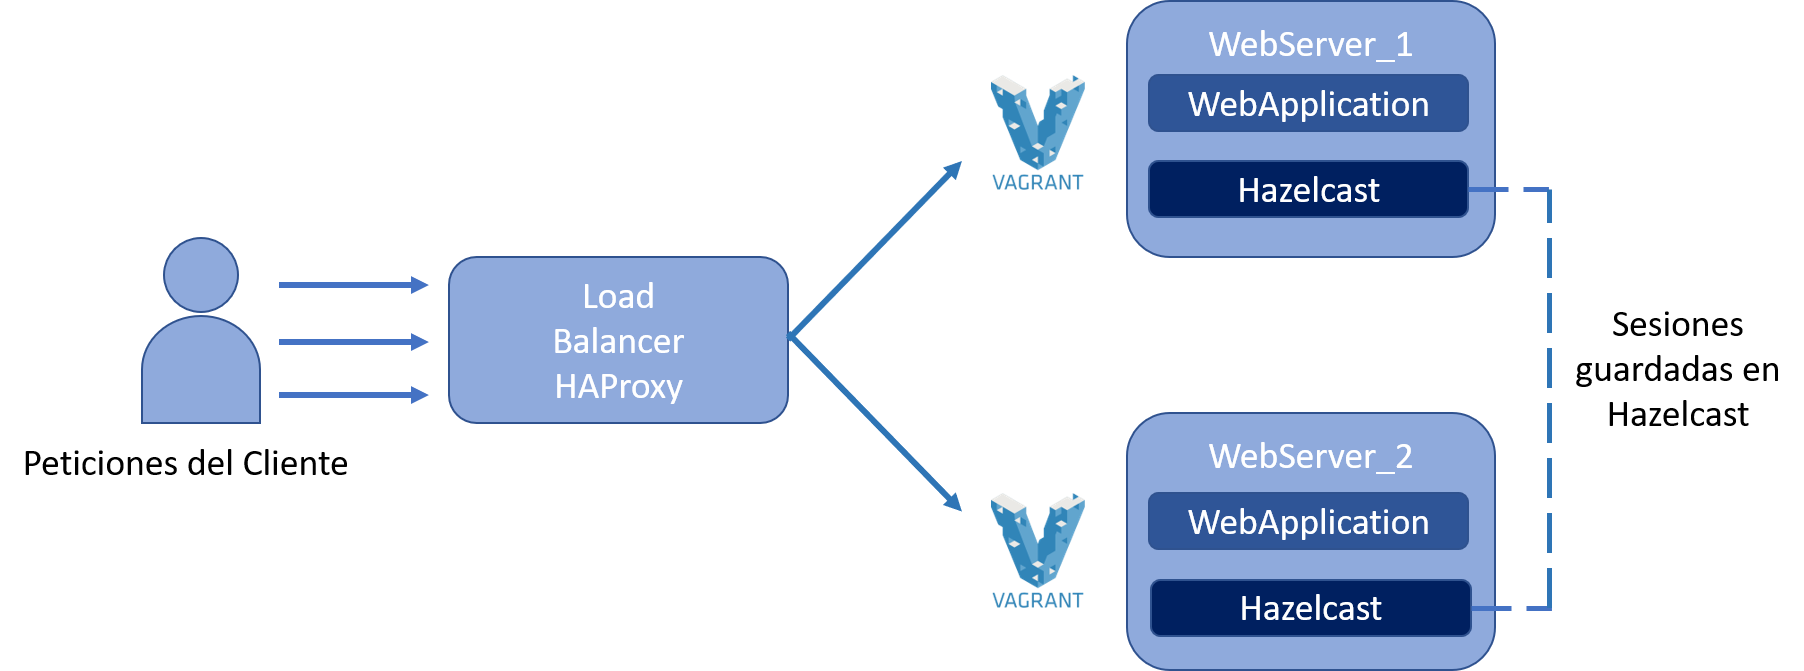 Peticiones del Cliente
Load
Balancer
HAProxy
VAGRANT
WebServer_1
WebApplication
Hazelcast
Sesiones
guardadas en
Hazelcast
VAGRANT
WebServer_2
WebApplication
Hazelcast